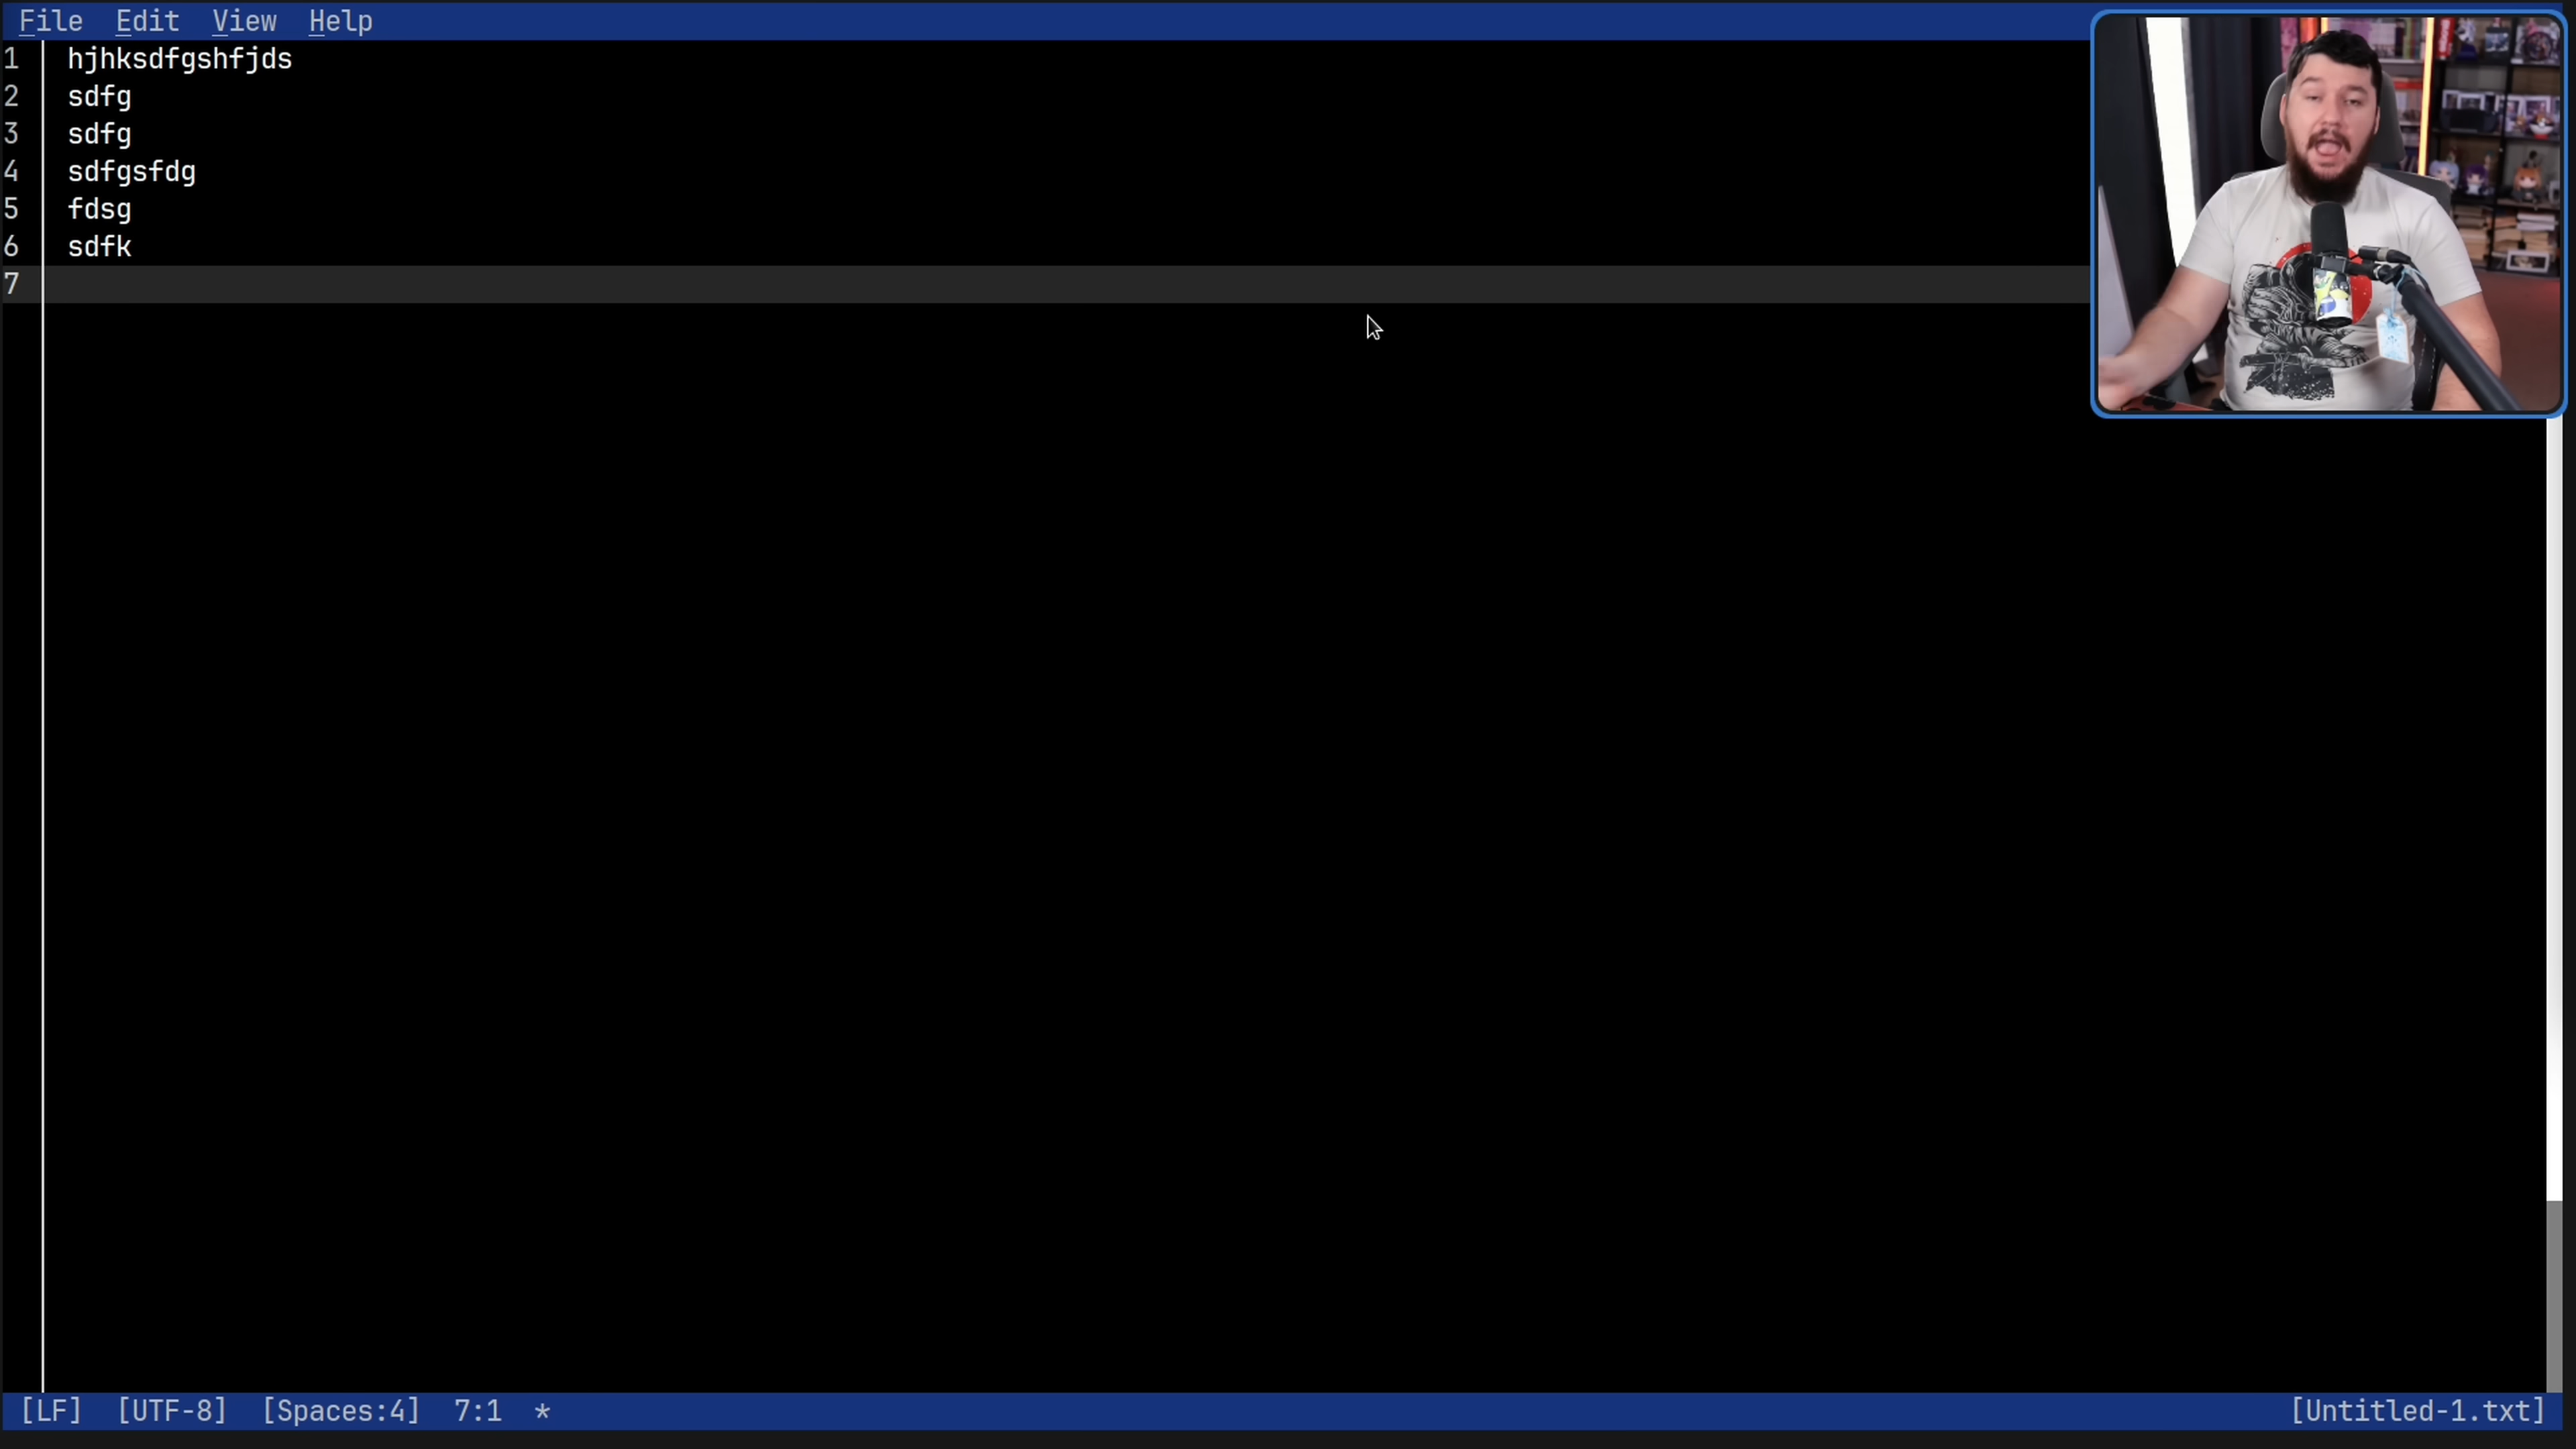 File Edit View Help
1 hjhksdfgshfjds
2 sdfg
3 sdfg
4 sdfgsfdg
5 fdsg
6 sdfk
7
[LF] [UTF-8] [Spaces:4] 7:1 * [Untitled-1.txt]